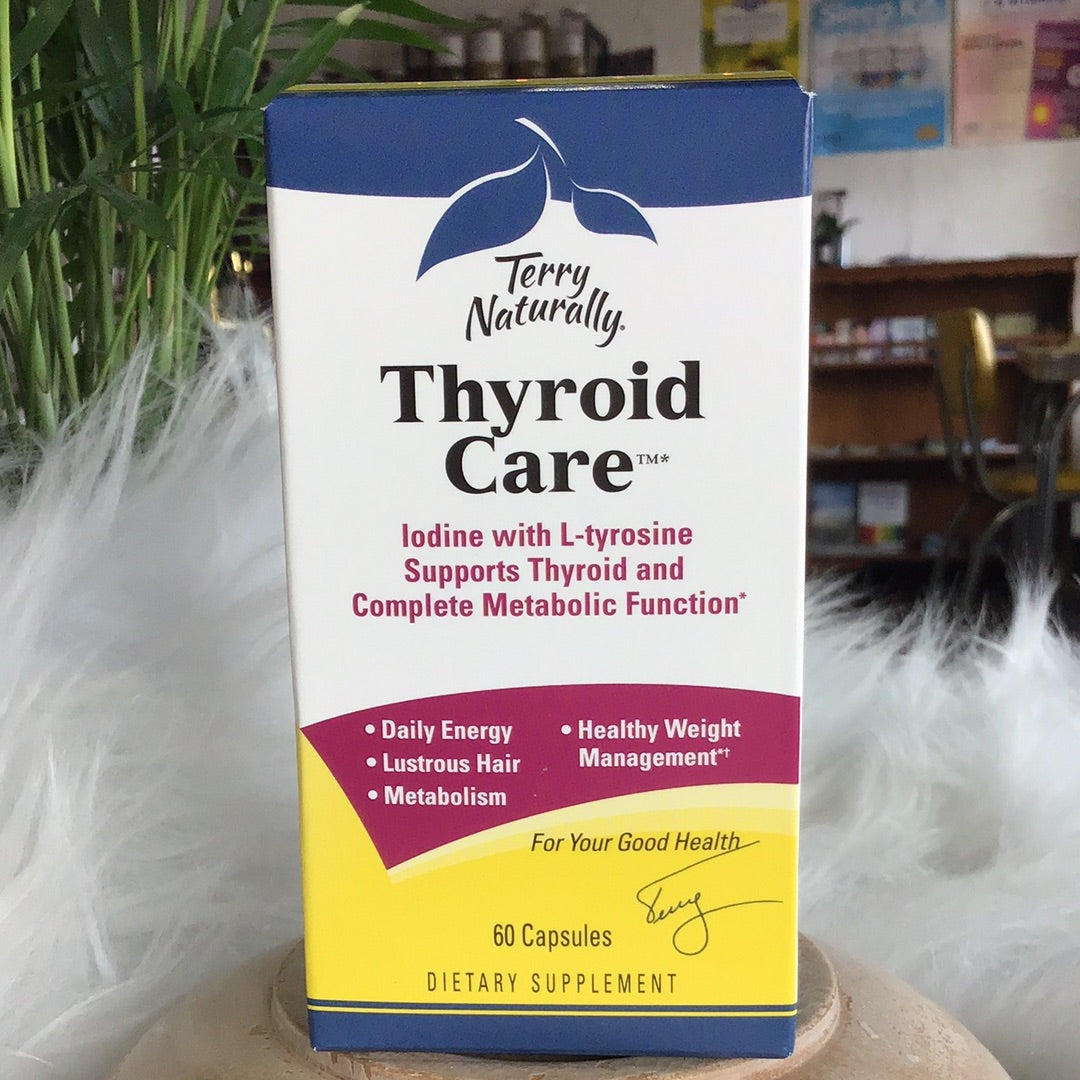 Terry
Naturally®
Thyroid
Care™*
Iodine with L-tyrosine
Supports Thyroid and
Complete Metabolic Function*
• Daily Energy
• Lustrous Hair
• Metabolism
• Healthy Weight
Management*†
For Your Good Health
Terry
60 Capsules
DIETARY SUPPLEMENT